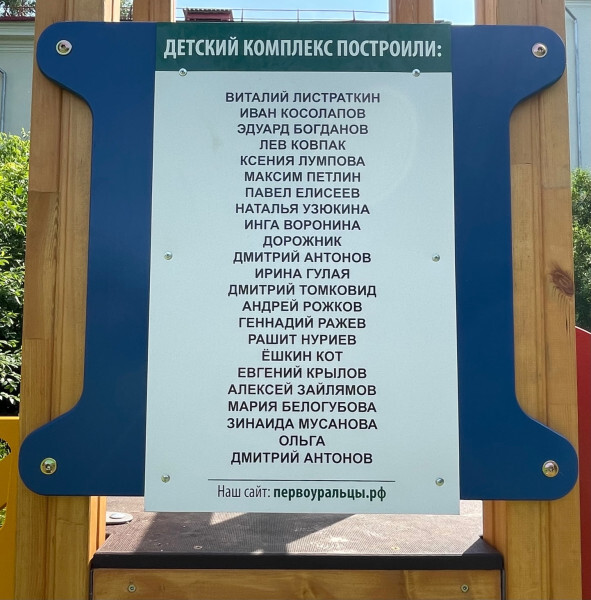 ДЕТСКИЙ КОМПЛЕКС ПОСТРОИЛИ:
ВИТАЛИЙ ЛИСТРАТКИН
ИВАН КОСОЛАПОВ
ЭДУАРД БОГДАНОВ
ЛЕВ КОВПАК
КСЕНИЯ ЛУМПОВА
МАКСИМ ПЕТЛИН
ПАВЕЛ ЕЛИСЕЕВ
НАТАЛЬЯ УЗЮКИНА
ИНГА ВОРОНИНА
ДОРОЖНИК
ДМИТРИЙ АНТОНОВ
ИРИНА ГУЛАЯ
ДМИТРИЙ ТОМКОВИД
АНДРЕЙ РОЖКОВ
ГЕННАДИЙ РАЖЕВ
РАШИТ НУРИЕВ
ЁШКИН КОТ
ЕВГЕНИЙ КРЫЛОВ
АЛЕКСЕЙ ЗАЙЛЯМОВ
МАРИЯ БЕЛОГУБОВА
ЗИНАИДА МУСАНОВА
ОЛЬГА
ДМИТРИЙ АНТОНОВ
Наш сайт: первоуральцы.рф